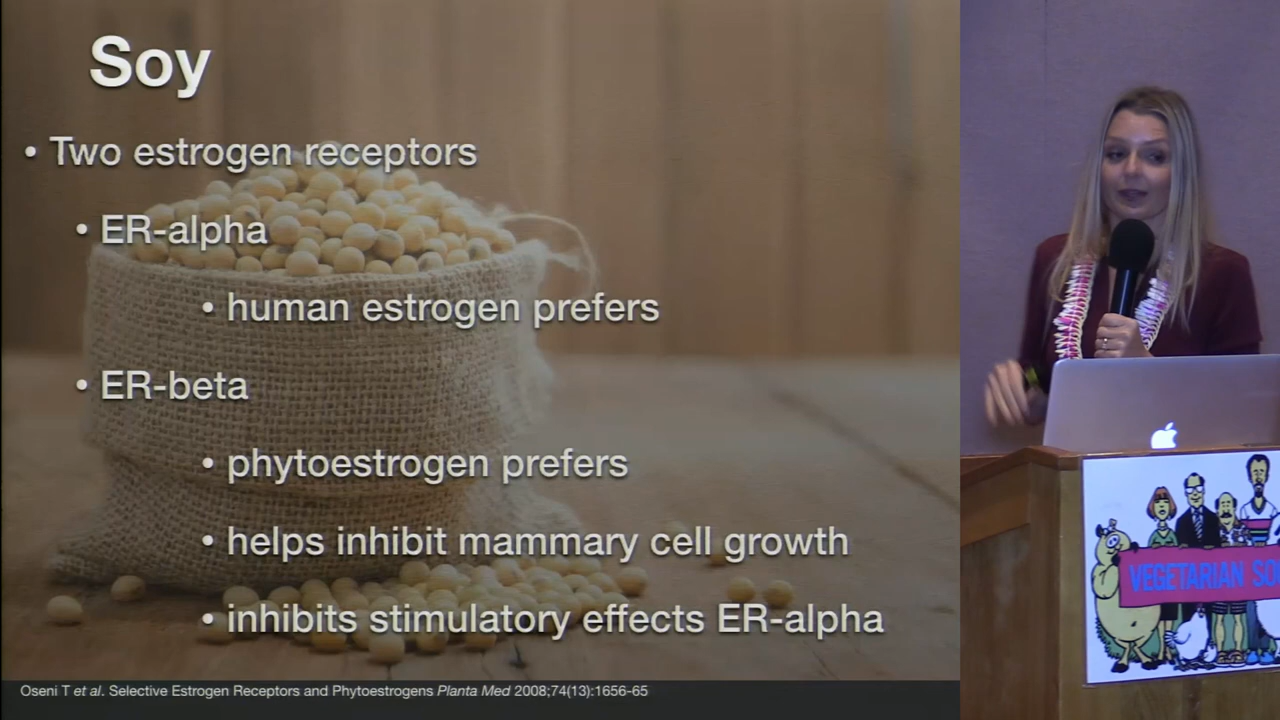 Soy
• Two estrogen receptors
• ER-alpha
• human estrogen prefers
• ER-beta
• phytoestrogen prefers
• helps inhibit mammary cell growth
• inhibits stimulatory effects ER-alpha
Oseni T et al. Selective Estrogen Receptors and Phytoestrogens Planta Med 2008;74(13):1656-65
VEGETARIAN SO